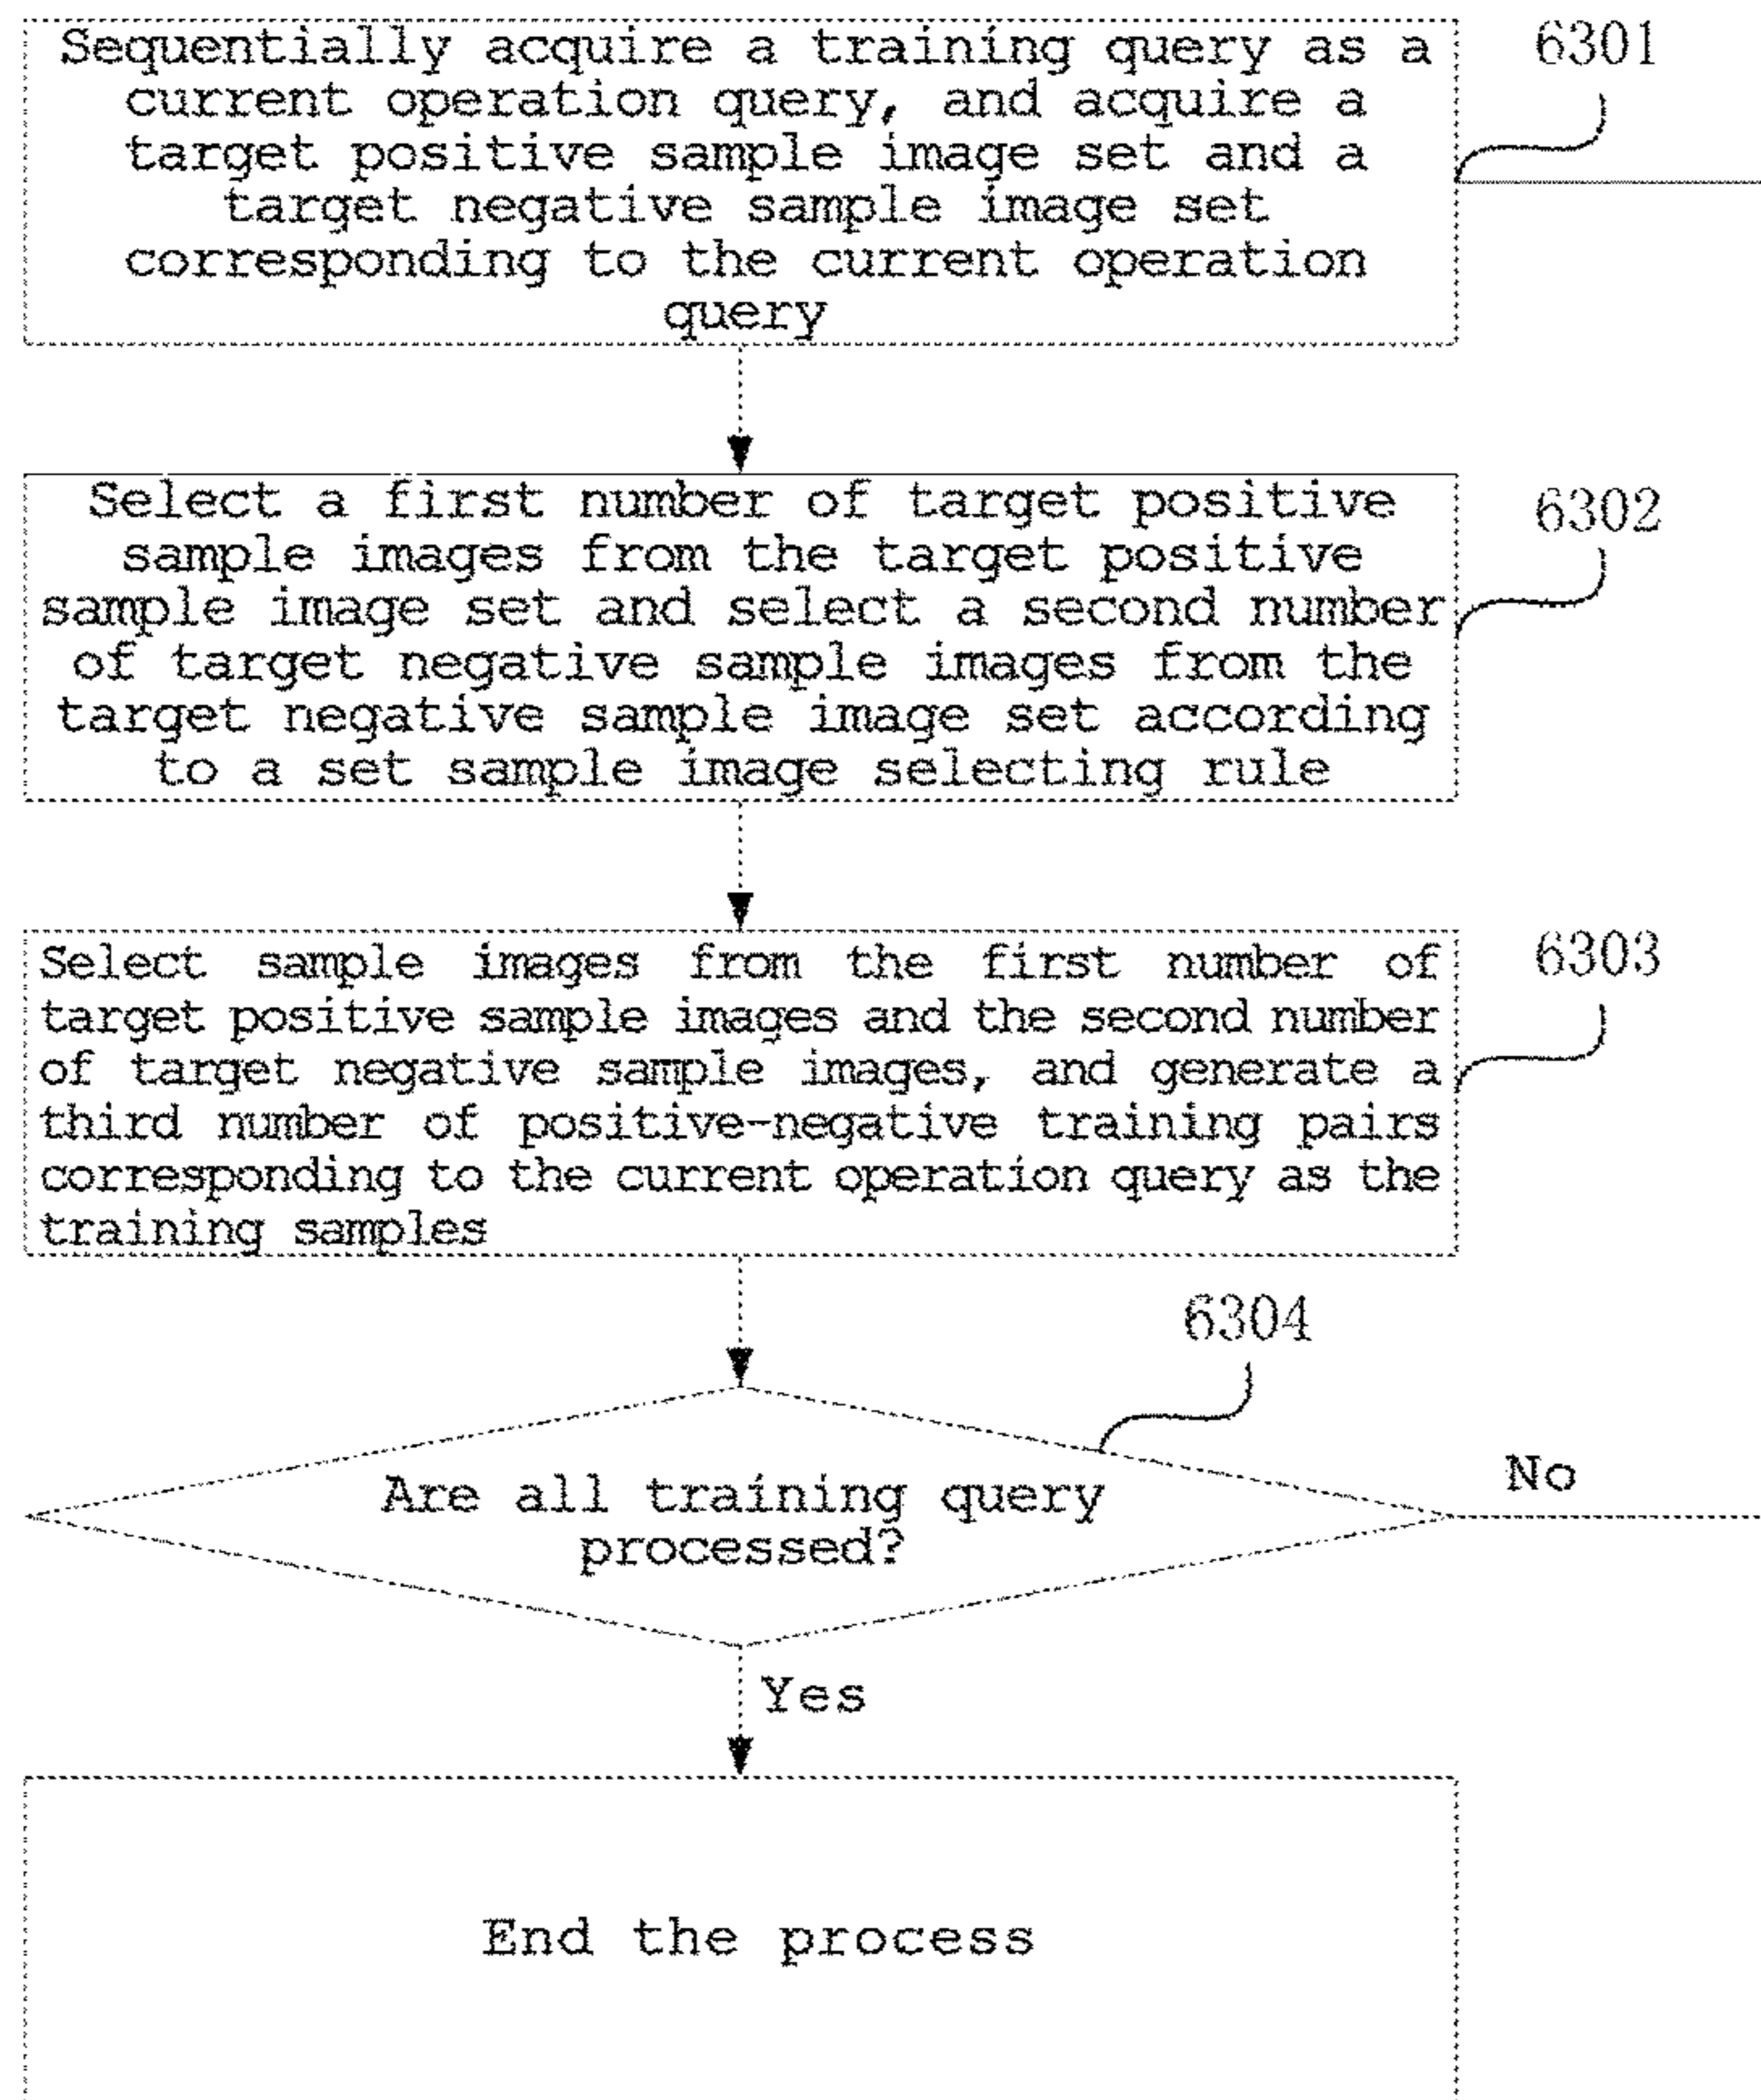 Sequentially acquire a training query as a
current operation query, and acquire a
target positive sample image set and a
target negative sample image set
corresponding to the current operation
query
6301
Select a first number of target positive
sample images from the target positive
sample image set and select a second number
of target negative sample images from the
target negative sample image set according
to a set sample image selecting rule
6302
Select sample images from the first number of
target positive sample images and the second number
of target negative sample images, and generate a
third number of positive-negative training pairs
corresponding to the current operation query as the
training samples
6303
6304
Are all training query
processed?
No
Yes
End the process